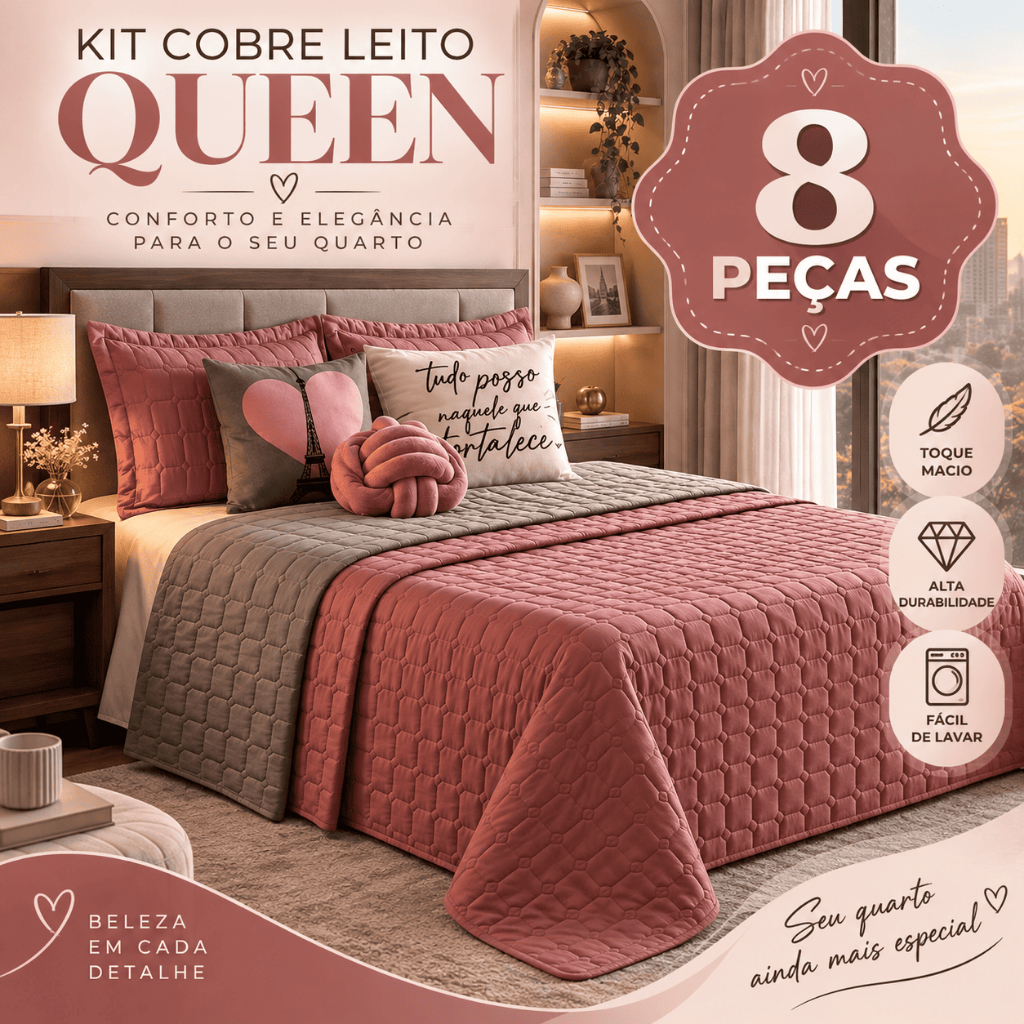 KIT COBRE LEITO
QUEEN
CONFORTO E ELEGÂNCIA
PARA O SEU QUARTO
8
PEÇAS
tudo posso
naquele que
fortalece
TOQUE
MACIO
ALTA
DURABILIDADE
FÁCIL
DE LAVAR
BELEZA
EM CADA
DETALHE
Seu quarto
ainda mais especial